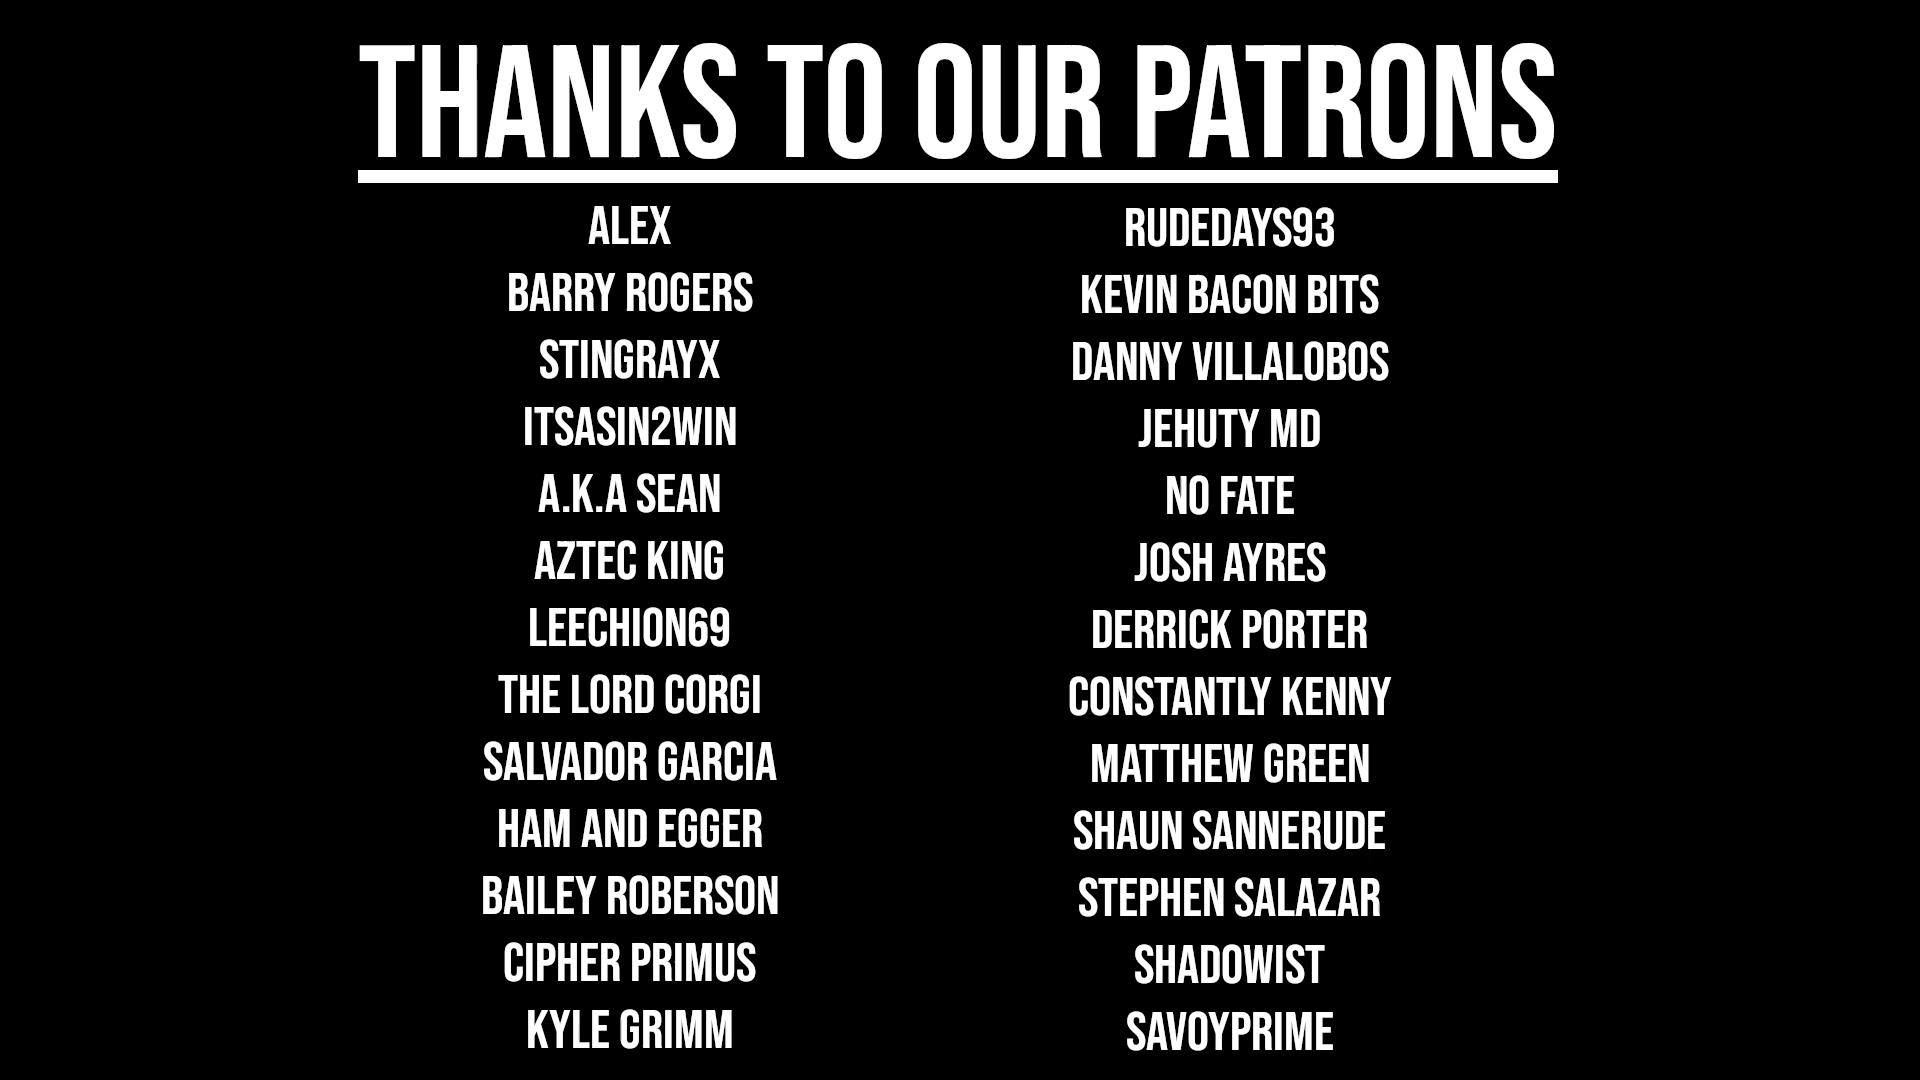 THANKS TO OUR PATRONS
ALEX
BARRY ROGERS
STINGRAYX
ITSASIN2WIN
A.K.A SEAN
AZTEC KING
LEECHION69
THE LORD CORGI
SALVADOR GARCIA
HAM AND EGGER
BAILEY ROBERSON
CIPHER PRIMUS
KYLE GRIMM
RUDEDAYS93
KEVIN BACON BITS
DANNY VILLALOBOS
JEHUTY MD
NO FATE
JOSH AYRES
DERRICK PORTER
CONSTANTLY KENNY
MATTHEW GREEN
SHAUN SANNERUDE
STEPHEN SALAZAR
SHADOWIST
SAVOYPRIME